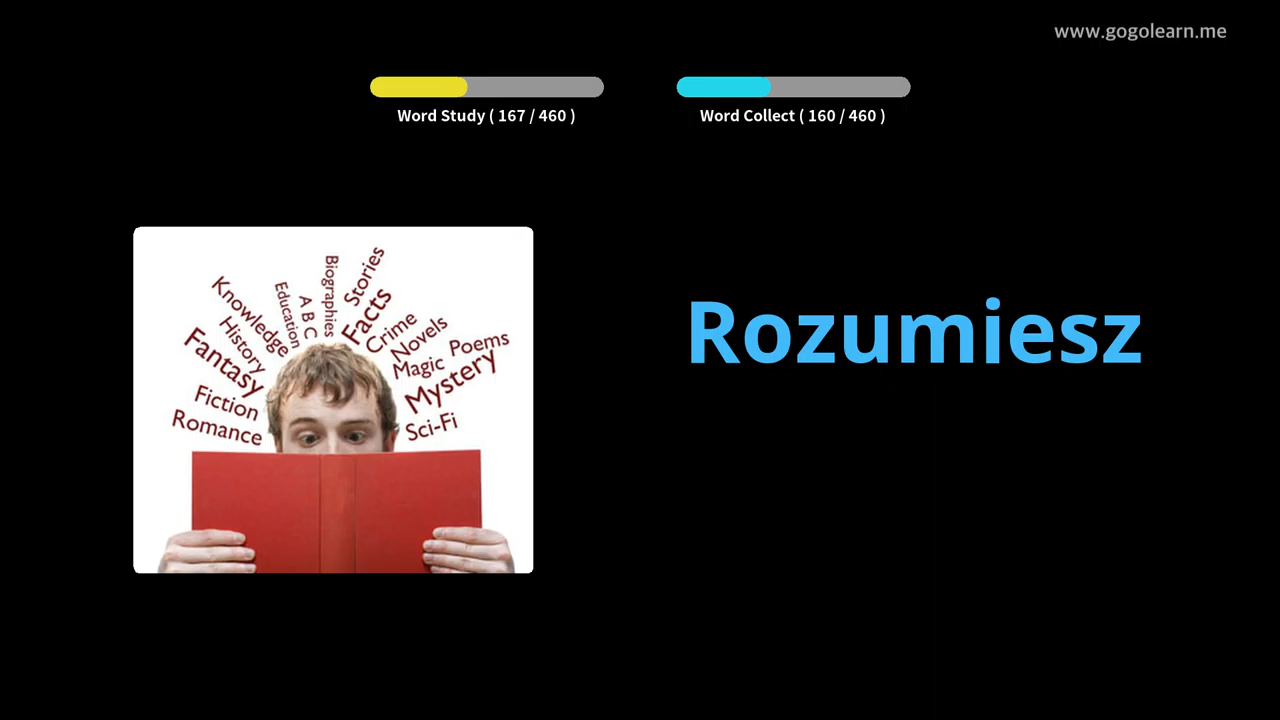 www.gogolearn.me
Word Study ( 167 / 460 )
Word Collect ( 160 / 460 )
Rozumiesz
Biographies
Stories
Education
A B C
Facts
Knowledge
Crime
History
Novels
Fantasy
Magic
Poems
Mystery
Fiction
Romance
Sci-Fi